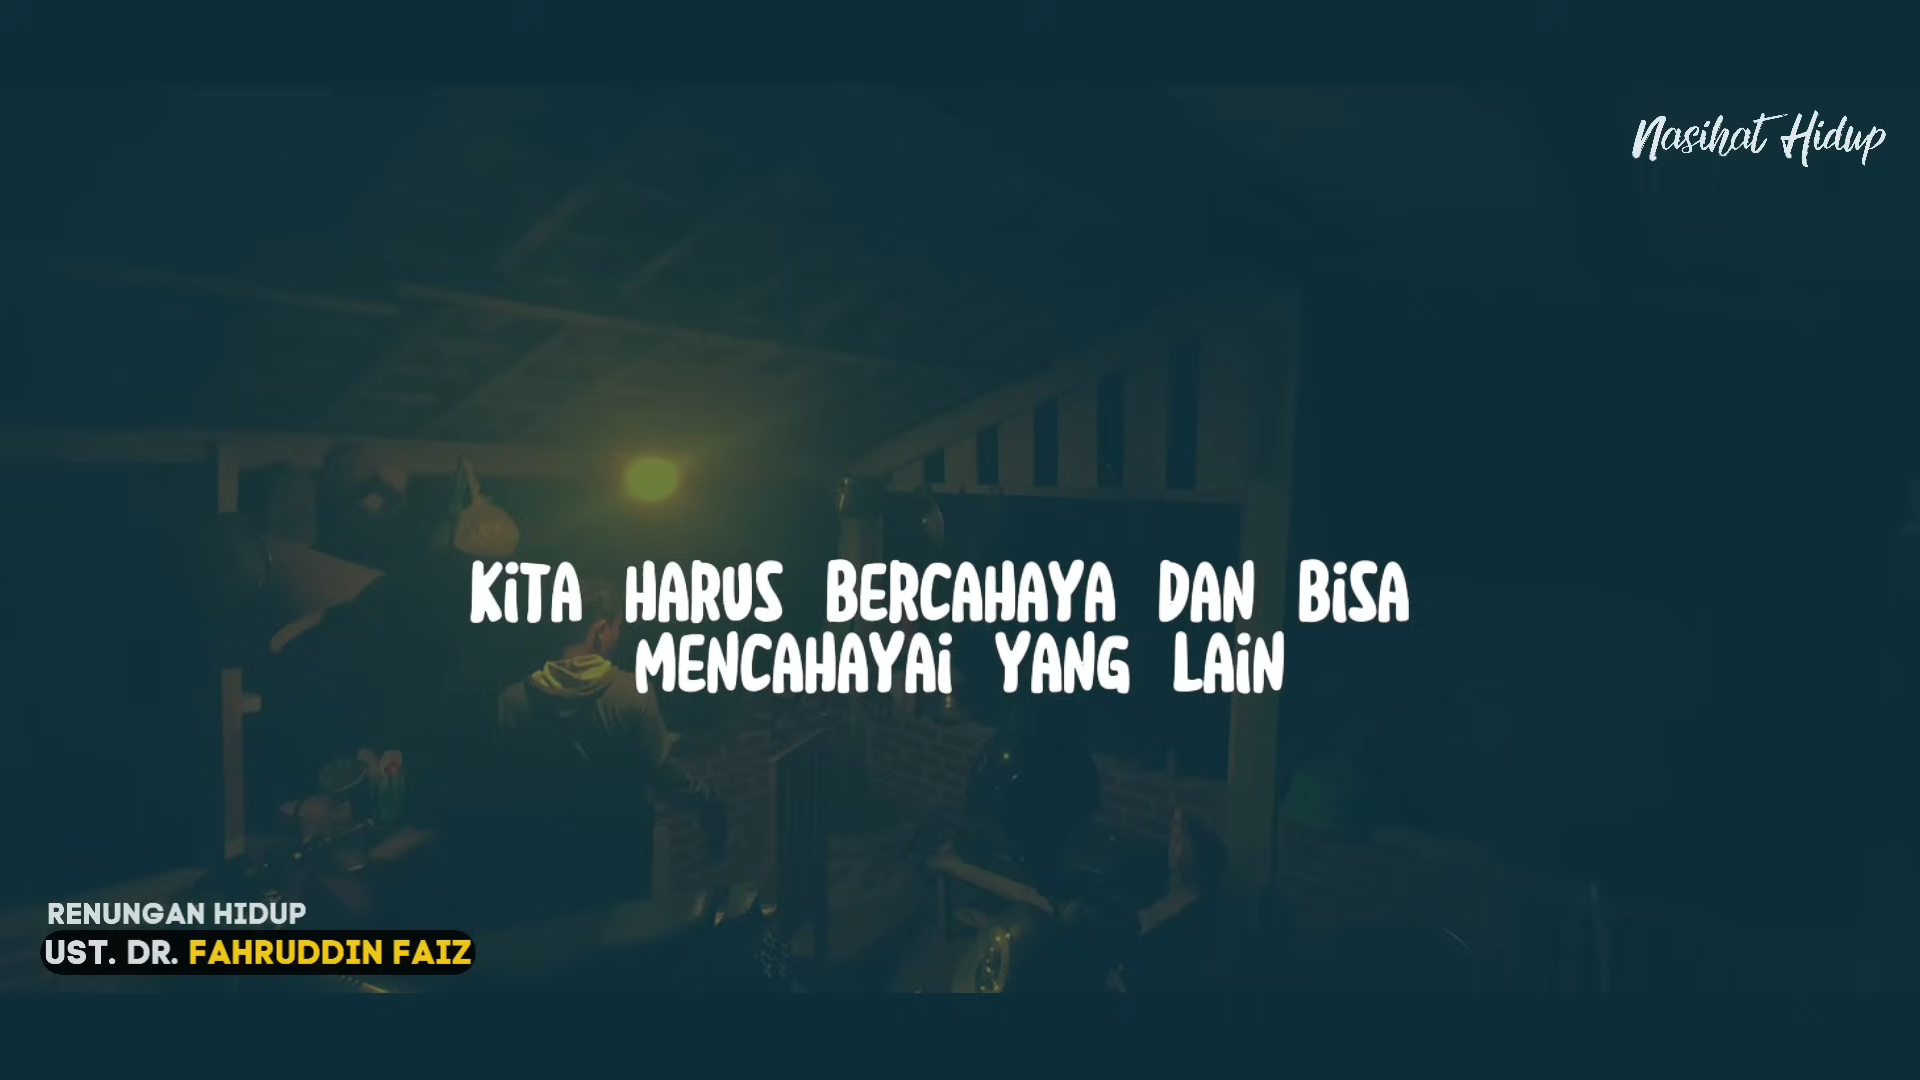 Nasihat Hidup
KiTA HARUS BERCAHAYA DAN BiSA
MENCAHAYAi YANG LAiN
RENUNGAN HIDUP
UST. DR. FAHRUDDIN FAIZ